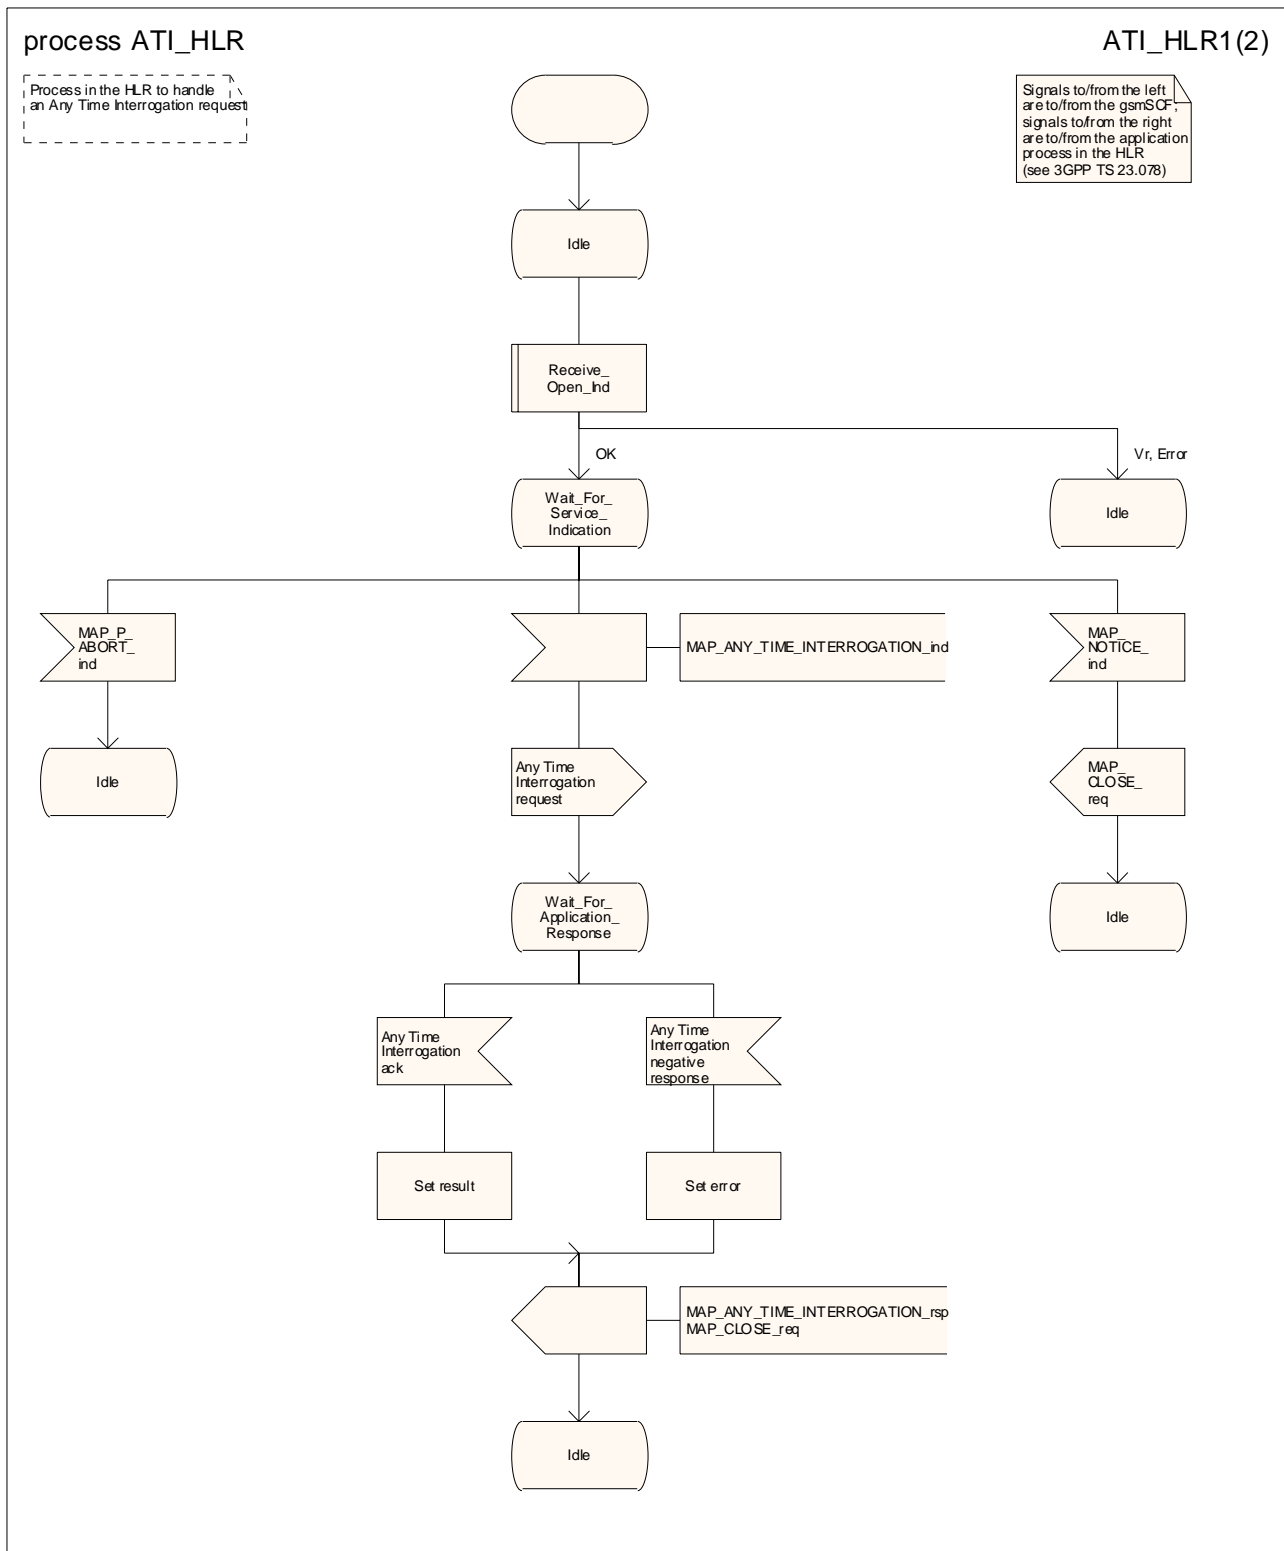 process ATI_HLR
ATI_HLR1(2)
Process in the HLR to handle
an Any Time Interrogation request
Signals to/from the left
are to/from the gsmSCF;
signals to/from the right
are to/from the application
process in the HLR
(see 3GPP TS 23.078)
Idle
Receive_
Open_Ind
OK
Vr, Error
Wait_For_
Service_
Indication
Idle
MAP_P_
ABORT_
ind
MAP_ANY_TIME_INTERROGATION_ind
MAP_
NOTICE_
ind
Idle
Any Time
Interrogation
request
MAP_
CLOSE_
req
Wait_For_
Application_
Response
Idle
Any Time
Interrogation
ack
Any Time
Interrogation
negative
response
Set result
Set error
MAP_ANY_TIME_INTERROGATION_rsp
MAP_CLOSE_req
Idle